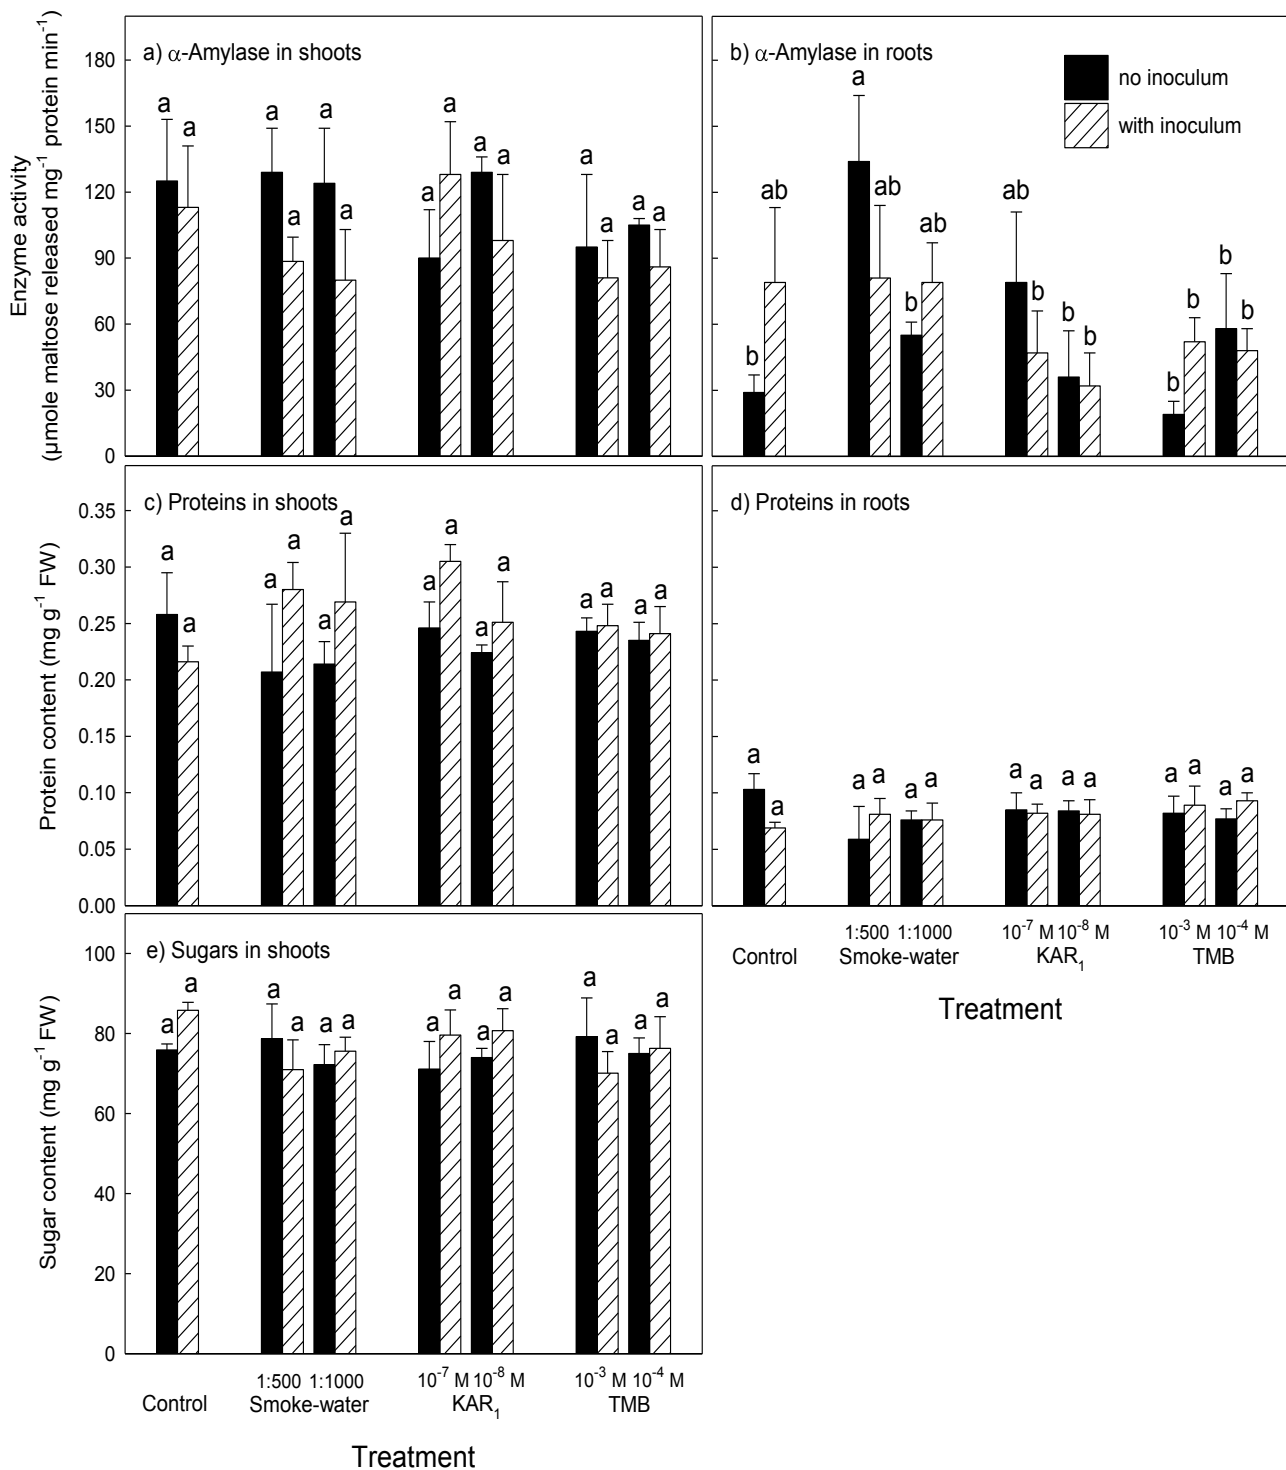 a) α-Amylase in shoots
a a a a a a a a a a a a a a
180
150
120
90
60
30
0
Enzyme activity
(µmole maltose released mg⁻¹ protein min⁻¹)
b) α-Amylase in roots
no inoculum
with inoculum
b ab a ab b ab ab b b b b b b b
c) Proteins in shoots
a a a a a a a a a a a a a a
0.35
0.30
0.25
0.20
0.15
0.10
0.05
0.00
Protein content (mg g⁻¹ FW)
d) Proteins in roots
a a a a a a a a a a a a a a
1:500 1:1000 10⁻⁷ M 10⁻⁸ M 10⁻³ M 10⁻⁴ M
Control Smoke-water KAR₁ TMB
Treatment
e) Sugars in shoots
a a a a a a a a a a a a a a
100
80
60
40
20
0
Sugar content (mg g⁻¹ FW)
1:500 1:1000 10⁻⁷ M 10⁻⁸ M 10⁻³ M 10⁻⁴ M
Control Smoke-water KAR₁ TMB
Treatment